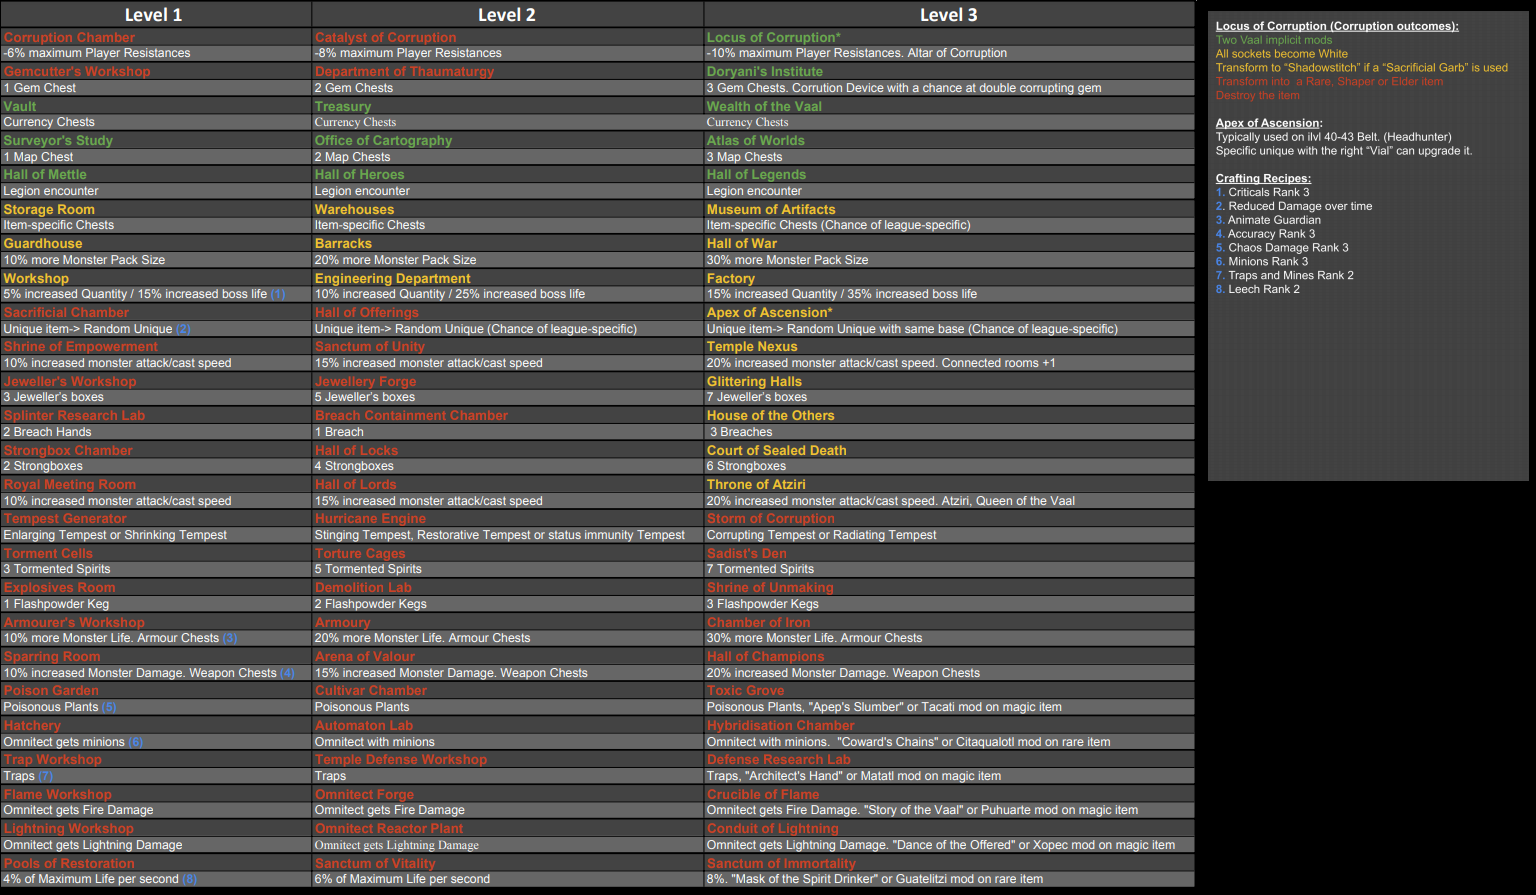 Level 1 Level 2 Level 3
Corruption Chamber Catalyst of Corruption Locus of Corruption*
-6% maximum Player Resistances -8% maximum Player Resistances -10% maximum Player Resistances. Altar of Corruption
Gemcutter's Workshop Department of Thaumaturgy Doryani's Institute
1 Gem Chest 2 Gem Chests 3 Gem Chests. Corrution Device with a chance at double corrupting gem
Vault Treasury Wealth of the Vaal
Currency Chests Currency Chests Currency Chests
Surveyor's Study Office of Cartography Atlas of Worlds
1 Map Chest 2 Map Chests 3 Map Chests
Hall of Mettle Hall of Heroes Hall of Legends
Legion encounter Legion encounter Legion encounter
Storage Room Warehouses Museum of Artifacts
Item-specific Chests Item-specific Chests Item-specific Chests (Chance of league-specific)
Guardhouse Barracks Hall of War
10% more Monster Pack Size 20% more Monster Pack Size 30% more Monster Pack Size
Workshop Engineering Department Factory
5% increased Quantity / 15% increased boss life (1) 10% increased Quantity / 25% increased boss life 15% increased Quantity / 35% increased boss life
Sacrificial Chamber Hall of Offerings Apex of Ascension*
Unique item-> Random Unique (2) Unique item-> Random Unique (Chance of league-specific) Unique item-> Random Unique with same base (Chance of league-specific)
Shrine of Empowerment Sanctum of Unity Temple Nexus
10% increased monster attack/cast speed 15% increased monster attack/cast speed 20% increased monster attack/cast speed. Connected rooms +1
Jeweller's Workshop Jewellery Forge Glittering Halls
3 Jeweller's boxes 5 Jeweller's boxes 7 Jeweller's boxes
Splinter Research Lab Breach Containment Chamber House of the Others
2 Breach Hands 1 Breach 3 Breaches
Strongbox Chamber Hall of Locks Court of Sealed Death
2 Strongboxes 4 Strongboxes 6 Strongboxes
Royal Meeting Room Hall of Lords Throne of Atziri
10% increased monster attack/cast speed 15% increased monster attack/cast speed 20% increased monster attack/cast speed. Atziri, Queen of the Vaal
Tempest Generator Hurricane Engine Storm of Corruption
Enlarging Tempest or Shrinking Tempest Stinging Tempest, Restorative Tempest or status immunity Tempest Corrupting Tempest or Radiating Tempest
Torment Cells Torture Cages Sadist's Den
3 Tormented Spirits 5 Tormented Spirits 7 Tormented Spirits
Explosives Room Demolition Lab Shrine of Unmaking
1 Flashpowder Keg 2 Flashpowder Kegs 3 Flashpowder Kegs
Armourer's Workshop Armoury Chamber of Iron
10% more Monster Life. Armour Chests (3) 20% more Monster Life. Armour Chests 30% more Monster Life. Armour Chests
Sparring Room Arena of Valour Hall of Champions
10% increased Monster Damage. Weapon Chests (4) 15% increased Monster Damage. Weapon Chests 20% increased Monster Damage. Weapon Chests
Poison Garden Cultivar Chamber Toxic Grove
Poisonous Plants (5) Poisonous Plants Poisonous Plants, "Apep's Slumber" or Tacati mod on magic item
Hatchery Automaton Lab Hybridisation Chamber
Omnitect gets minions (6) Omnitect with minions Omnitect with minions. "Coward's Chains" or Citaqualotl mod on rare item
Trap Workshop Temple Defense Workshop Defense Research Lab
Traps (7) Traps Traps, "Architect's Hand" or Matatl mod on magic item
Flame Workshop Omnitect Forge Crucible of Flame
Omnitect gets Fire Damage Omnitect gets Fire Damage Omnitect gets Fire Damage. "Story of the Vaal" or Puhuarte mod on magic item
Lightning Workshop Omnitect Reactor Plant Conduit of Lightning
Omnitect gets Lightning Damage Omnitect gets Lightning Damage Omnitect gets Lightning Damage. "Dance of the Offered" or Xopec mod on magic item
Pools of Restoration Sanctum of Vitality Sanctum of Immortality
4% of Maximum Life per second (8) 6% of Maximum Life per second 8%. "Mask of the Spirit Drinker" or Guatelitzi mod on rare item
Locus of Corruption (Corruption outcomes):
Two Vaal implicit mods
All sockets become White
Transform to “Shadowstitch” if a “Sacrificial Garb” is used
Transform into a Rare, Shaper or Elder item
Destroy the item
Apex of Ascension:
Typically used on ilvl 40-43 Belt. (Headhunter)
Specific unique with the right “Vial” can upgrade it.
Crafting Recipes:
1. Criticals Rank 3
2. Reduced Damage over time
3. Animate Guardian
4. Accuracy Rank 3
5. Chaos Damage Rank 3
6. Minions Rank 3
7. Traps and Mines Rank 2
8. Leech Rank 2